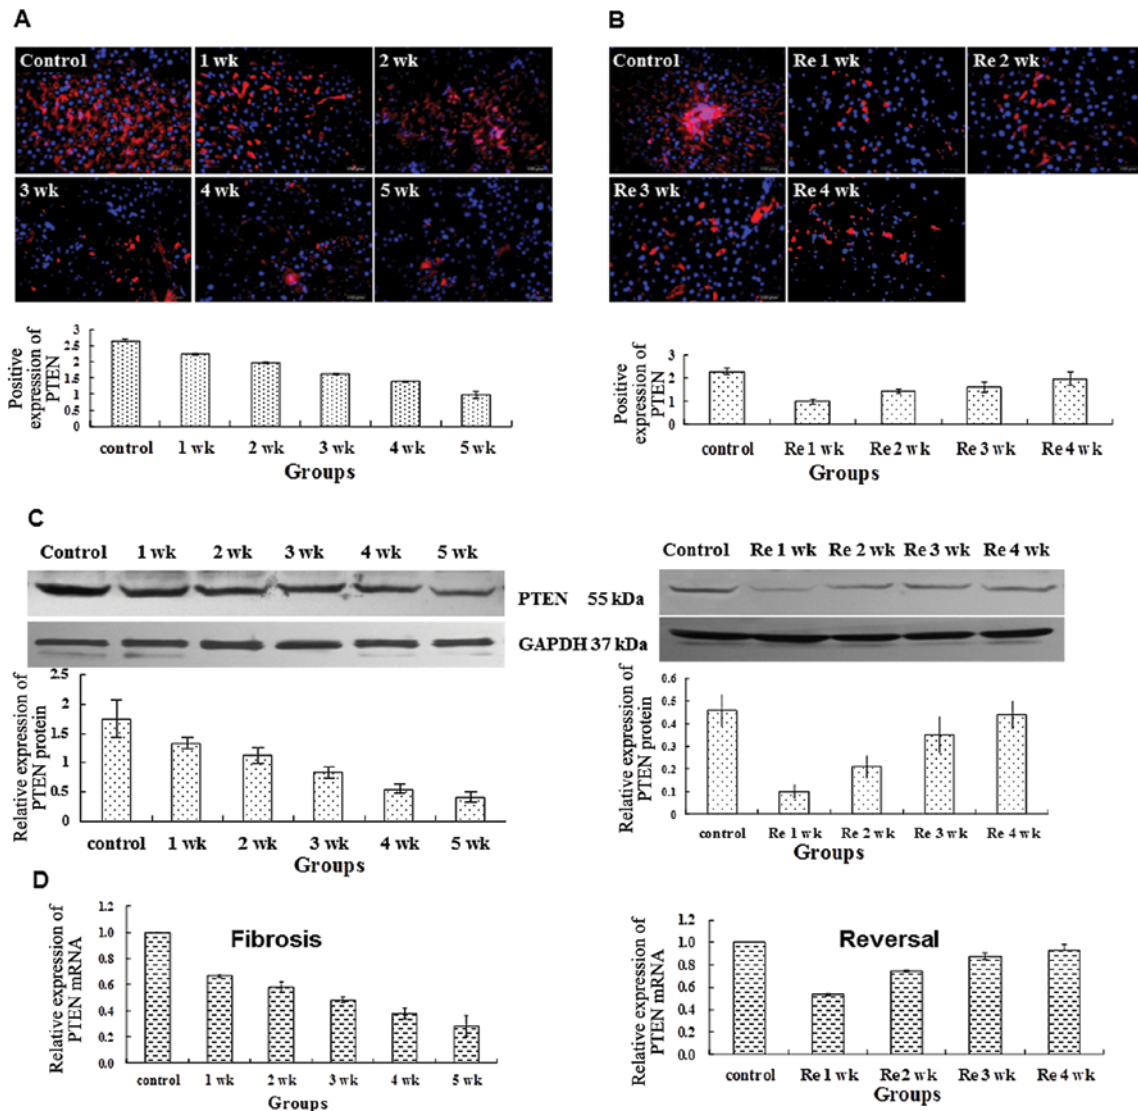 A
B
Control
1 wk
2 wk
3 wk
4 wk
5 wk
Control
Re 1 wk
Re 2 wk
Re 3 wk
Re 4 wk
Positive
expression of
PTEN
3
2.5
2
1.5
1
0.5
0
control 1 wk 2 wk 3 wk 4 wk 5 wk
Groups
Positive
expression of
PTEN
3
2
1
0
control Re 1 wk Re 2 wk Re 3 wk Re 4 wk
Groups
C
Control 1 wk 2 wk 3 wk 4 wk 5 wk
PTEN 55 kDa
GAPDH 37 kDa
Control Re 1 wk Re 2 wk Re 3 wk Re 4 wk
Relative expression of
PTEN protein
2.5
2
1.5
1
0.5
0
control 1 wk 2 wk 3 wk 4 wk 5 wk
Groups
Relative expression of
PTEN protein
0.6
0.5
0.4
0.3
0.2
0.1
0
control Re 1 wk Re 2 wk Re 3 wk Re 4 wk
Groups
D
Relative expression of
PTEN mRNA
1.2
1.0
0.8
0.6
0.4
0.2
0.0
Fibrosis
control 1 wk 2 wk 3 wk 4 wk 5 wk
Groups
Relative expression of
PTEN mRNA
1.2
1.0
0.8
0.6
0.4
0.2
0.0
Reversal
control Re 1 wk Re 2 wk Re 3 wk Re 4 wk
Groups